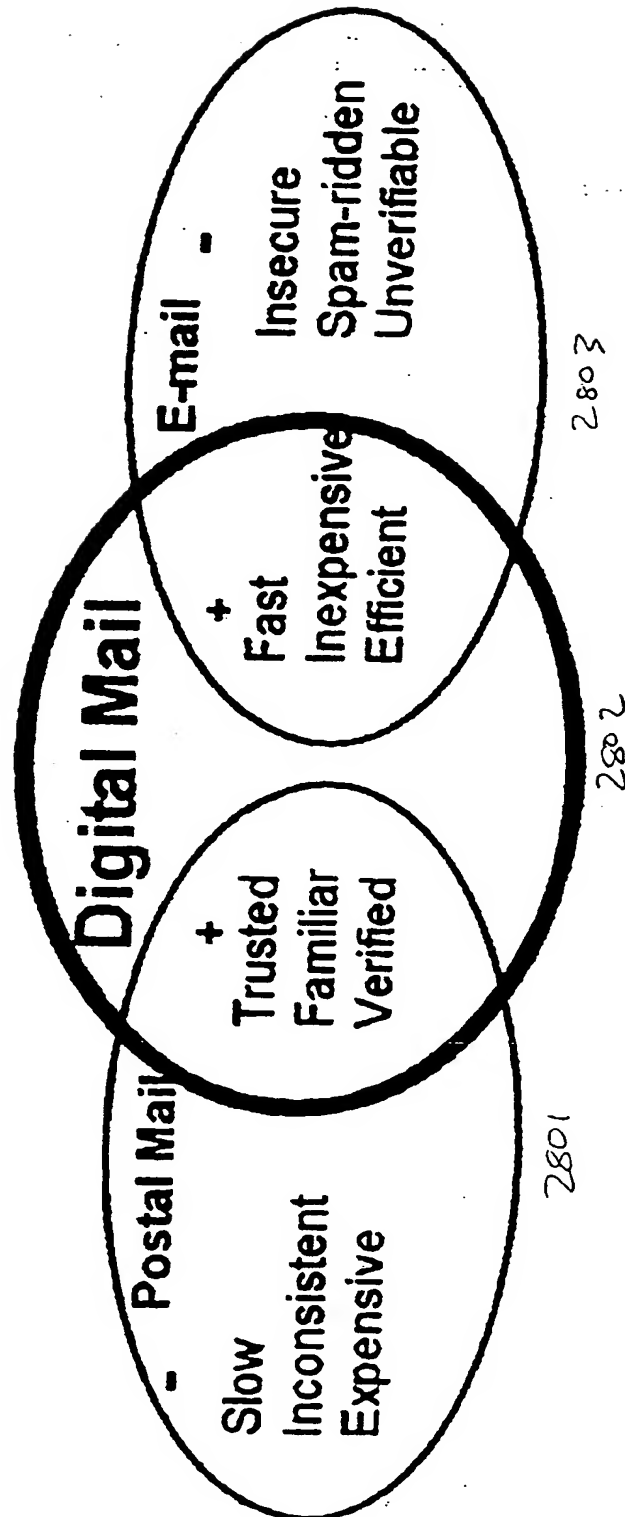 Digital Mail
- Postal Mail
Slow
Inconsistent
Expensive
+
Trusted
Familiar
Verified
+
Fast
Inexpensive
Efficient
E-mail -
Insecure
Spam-ridden
Unverifiable
2801
2802
2803